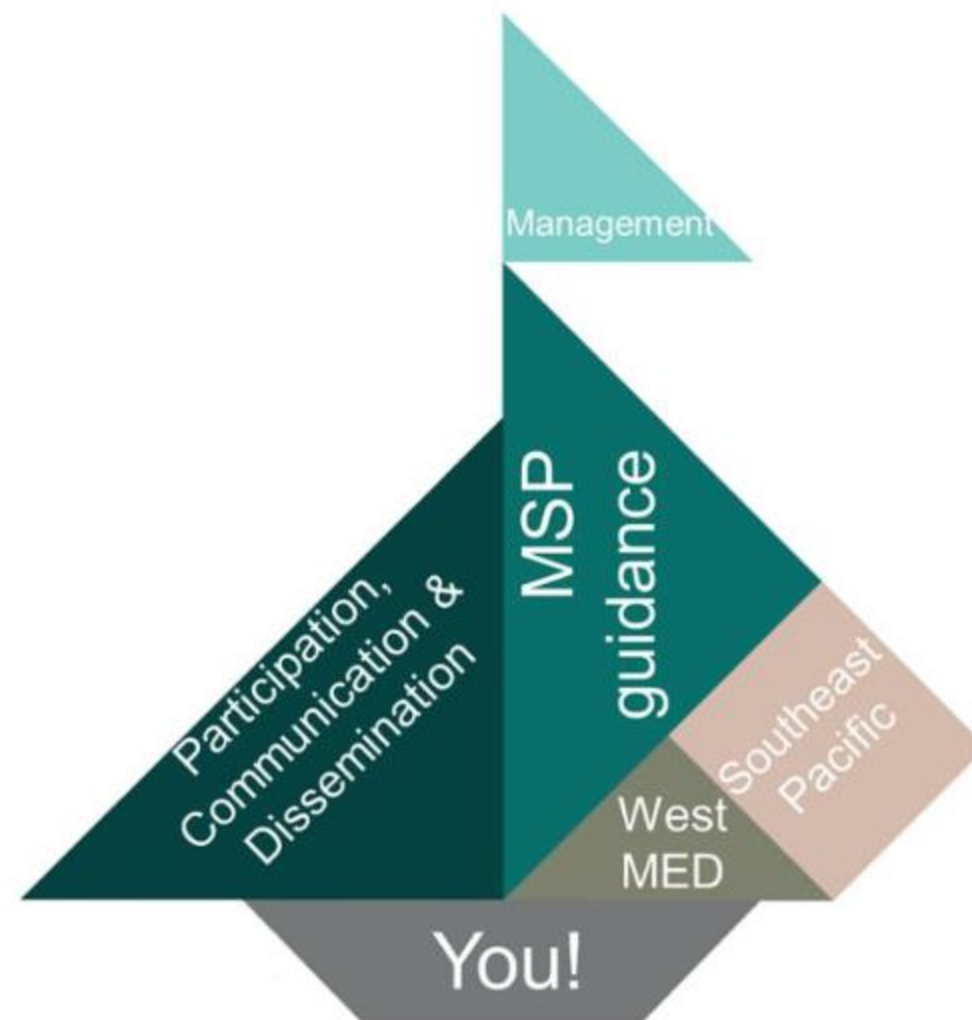 Management
MSP
guidance
Participation,
Communication &
Dissemination
Southeast
Pacific
West
MED
You!